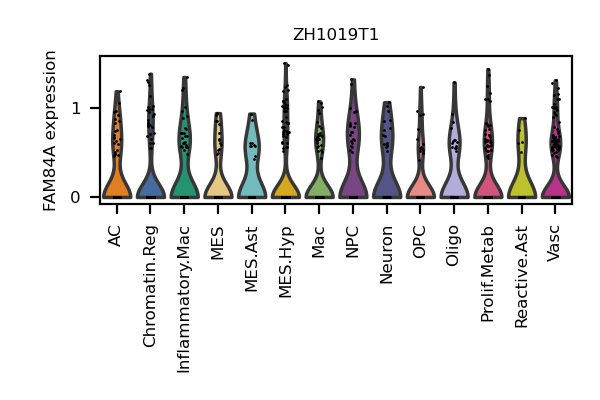 ZH1019T1
FAM84A expression
1
0
AC
Chromatin.Reg
Inflammatory.Mac
MES
MES.Ast
MES.Hyp
Mac
NPC
Neuron
OPC
Oligo
Prolif.Metab
Reactive.Ast
Vasc